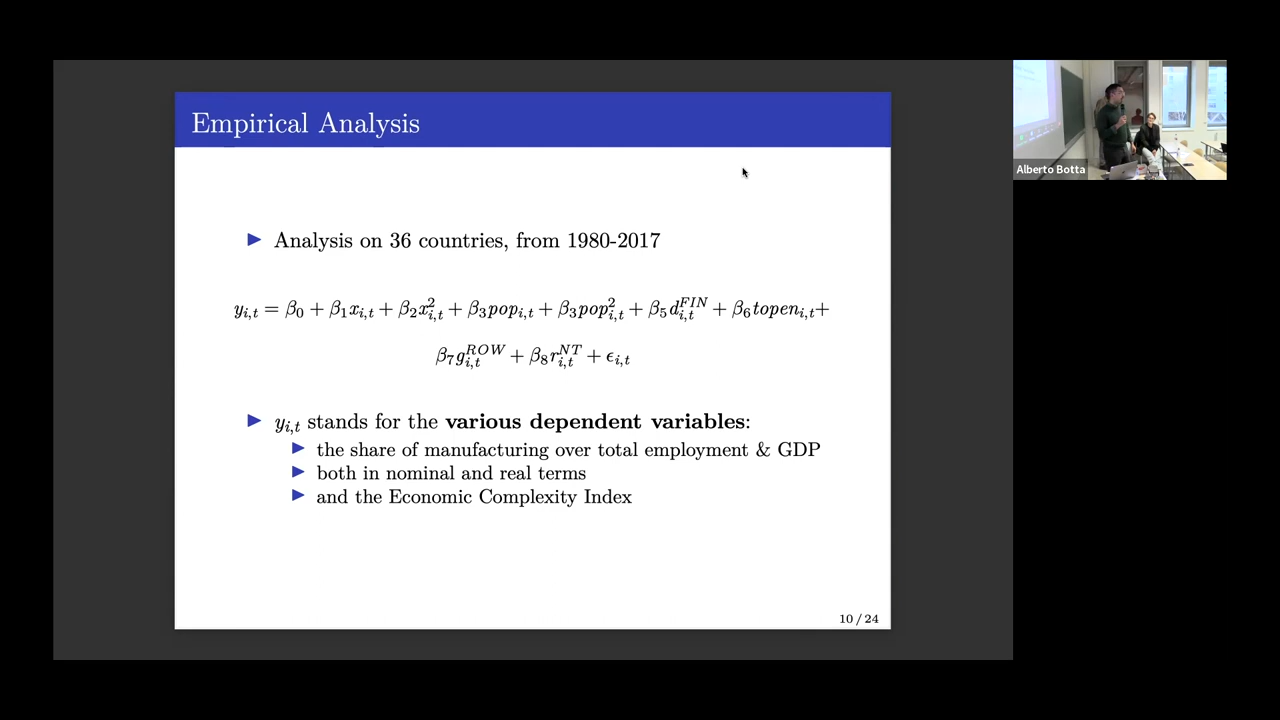 Empirical Analysis
▶ Analysis on 36 countries, from 1980-2017
y_{i,t} = β_0 + β_1x_{i,t} + β_2x^2_{i,t} + β_3pop_{i,t} + β_3pop^2_{i,t} + β_5d^{FIN}_{i,t} + β_6topen_{i,t}+
β_7g^{ROW}_{i,t} + β_8r^{NT}_{i,t} + ϵ_{i,t}
▶ y_{i,t} stands for the various dependent variables:
▶ the share of manufacturing over total employment & GDP
▶ both in nominal and real terms
▶ and the Economic Complexity Index
10 / 24
Alberto Botta